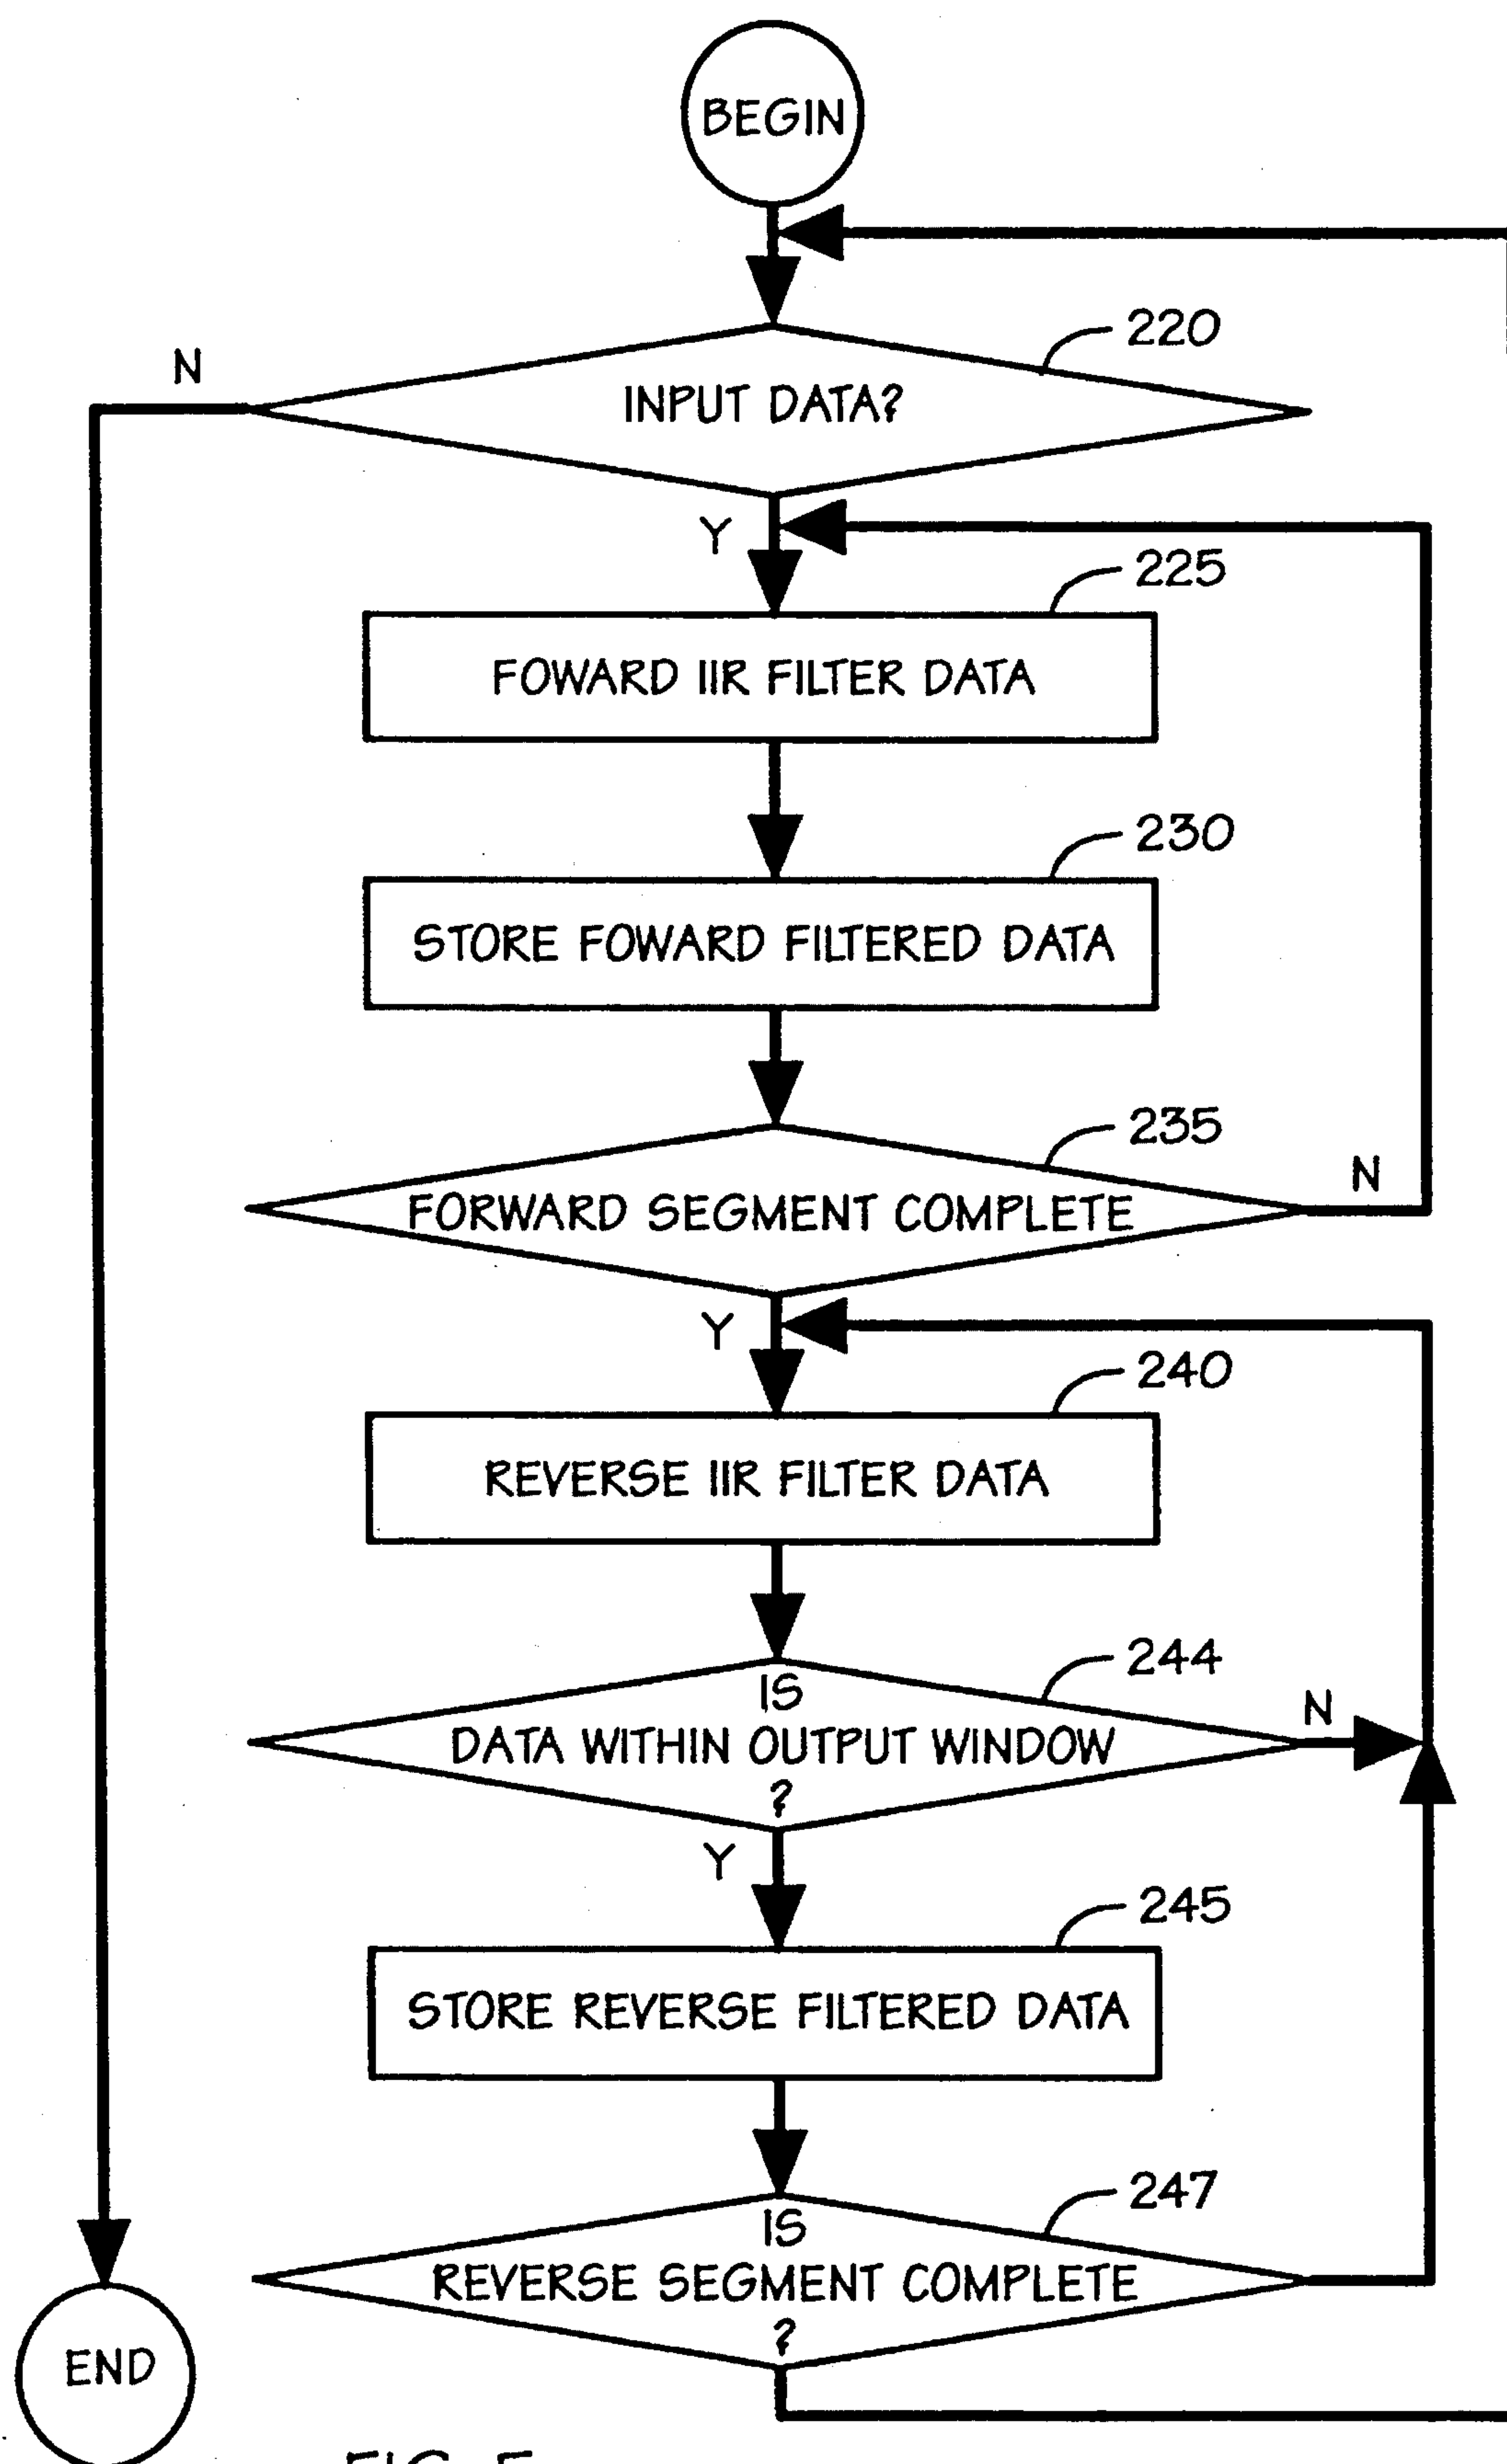 BEGIN
220
N
INPUT DATA?
Y
225
FOWARD IIR FILTER DATA
230
STORE FOWARD FILTERED DATA
235
N
FORWARD SEGMENT COMPLETE
Y
240
REVERSE IIR FILTER DATA
244
IS
N
DATA WITHIN OUTPUT WINDOW
?
Y
245
STORE REVERSE FILTERED DATA
247
IS
REVERSE SEGMENT COMPLETE
?
END